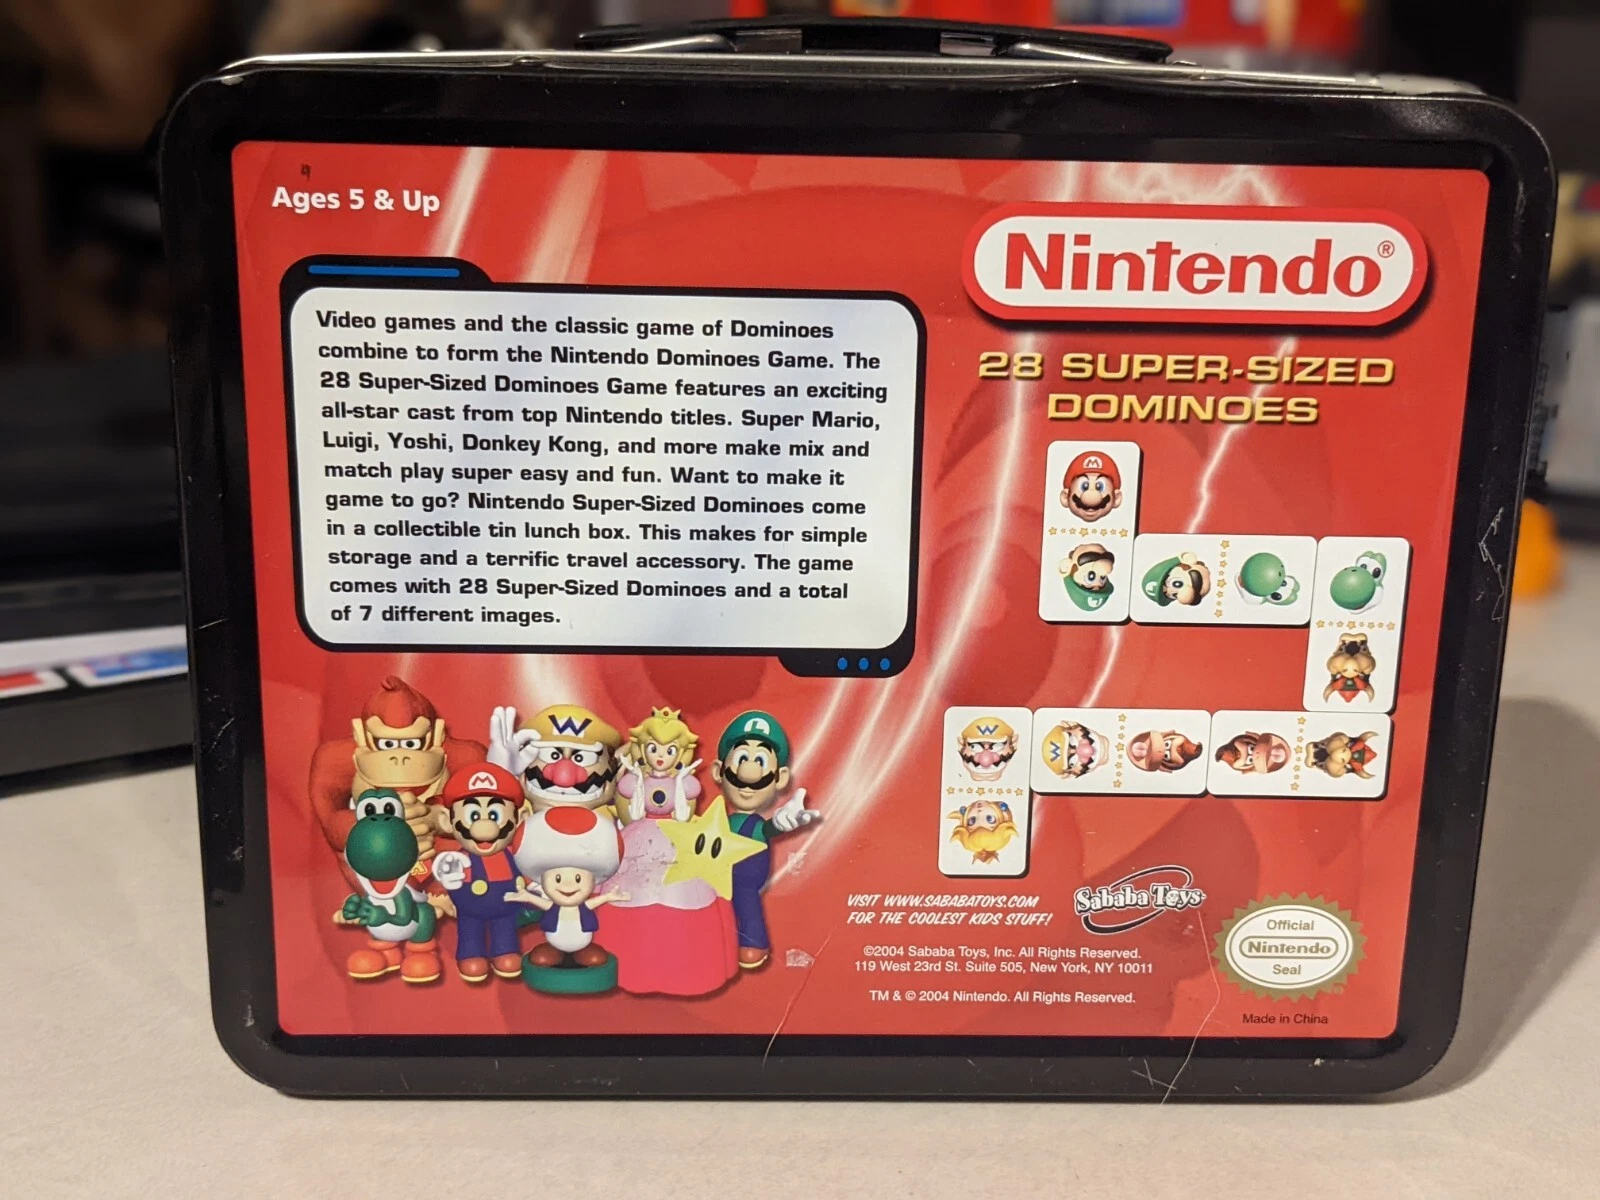 Ages 5 & Up
Nintendo®
28 SUPER-SIZED
DOMINOES
Video games and the classic game of Dominoes
combine to form the Nintendo Dominoes Game. The
28 Super-Sized Dominoes Game features an exciting
all-star cast from top Nintendo titles. Super Mario,
Luigi, Yoshi, Donkey Kong, and more make mix and
match play super easy and fun. Want to make it
game to go? Nintendo Super-Sized Dominoes come
in a collectible tin lunch box. This makes for simple
storage and a terrific travel accessory. The game
comes with 28 Super-Sized Dominoes and a total
of 7 different images.
M
L
L
W
W
W
M
L
VISIT WWW.SABABATOYS.COM
FOR THE COOLEST KIDS STUFF!
Sababa Toys
©2004 Sababa Toys, Inc. All Rights Reserved.
119 West 23rd St. Suite 505, New York, NY 10011
TM & © 2004 Nintendo. All Rights Reserved.
Official
Nintendo
Seal
Made in China